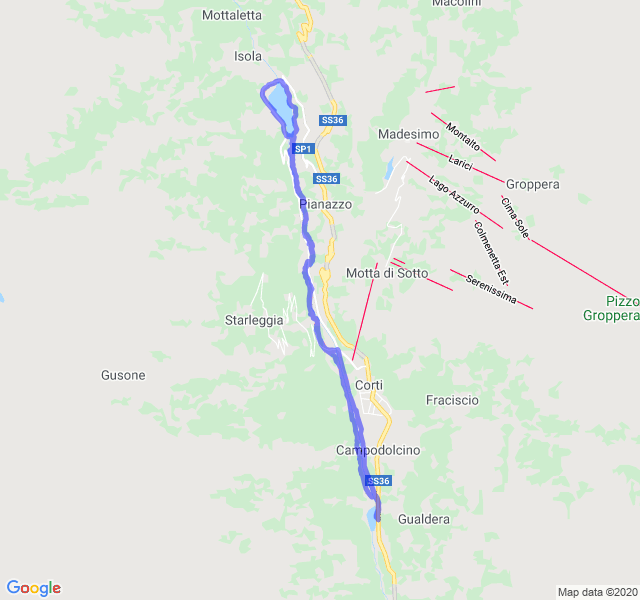 Macolini
Mottaletta
Isola
SS36
Madesimo
Montalto
SP1
Larici
SS36
Groppera
Lago Azzurro
Pianazzo
Cima Sole
Colmenetta Est
Motta di Sotto
Serenissima
Pizzo
Groppera
Starleggia
Gusone
Corti
Fraciscio
Campodolcino
SS36
Gualdera
Google
Map data ©2020